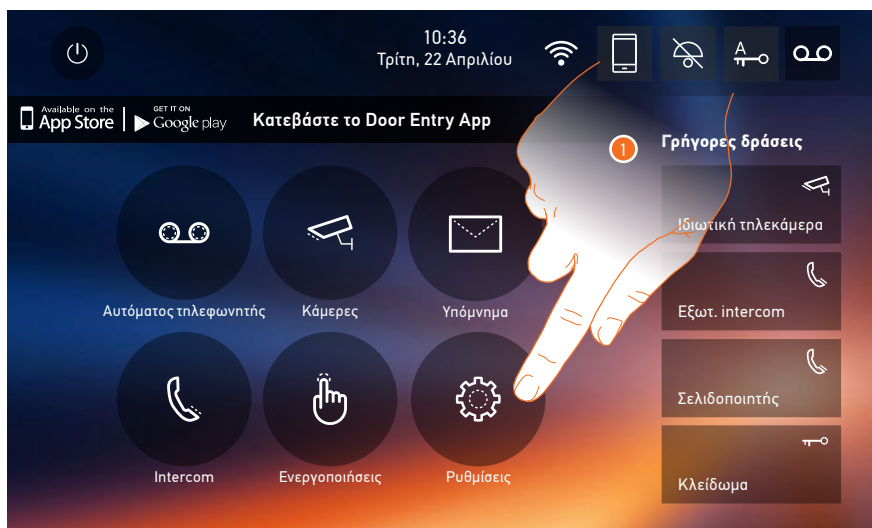 10:36
Τρίτη, 22 Απριλίου
A
Available on the
App Store
GET IT ON
Google play
Κατεβάστε το Door Entry App
1
Γρήγορες δράσεις
Ιδιωτική τηλεκάμερα
Αυτόματος τηλεφωνητής
Κάμερες
Υπόμνημα
Εξωτ. intercom
Σελιδοποιητής
Intercom
Ενεργοποιήσεις
Ρυθμίσεις
Κλείδωμα